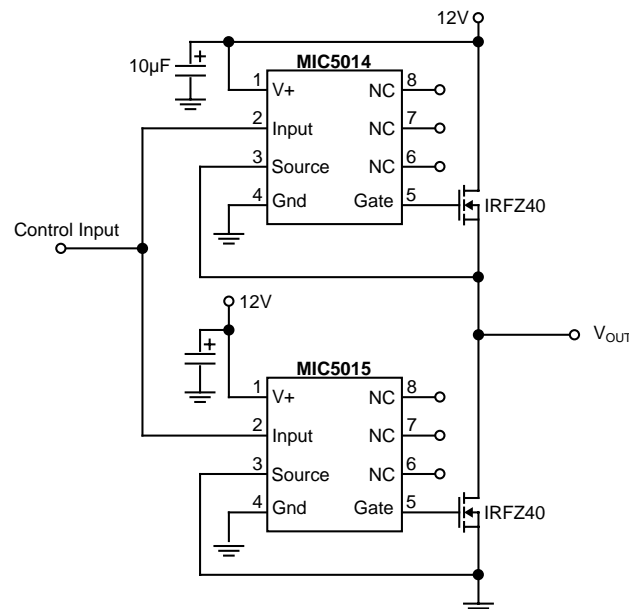 12V
MIC5014
10µF
+
1 V+ NC 8
2 Input NC 7
3 Source NC 6
4 Gnd Gate 5
IRFZ40
Control Input
12V
+
V_OUT
MIC5015
1 V+ NC 8
2 Input NC 7
3 Source NC 6
4 Gnd Gate 5
IRFZ40